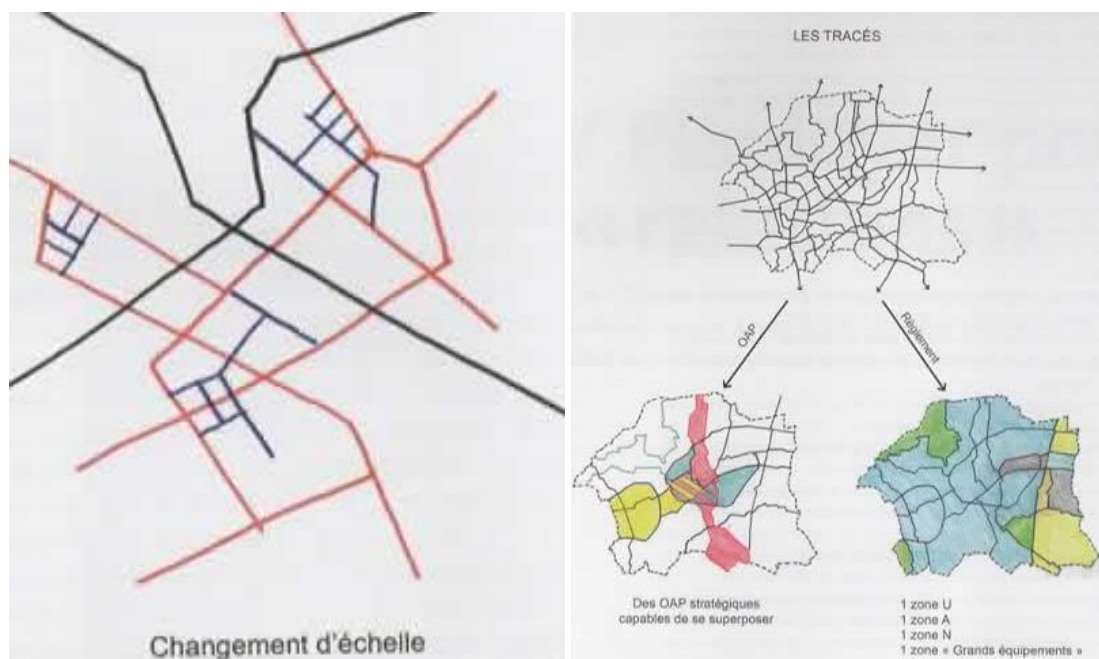 Changement d'échelle
LES TRACÉS
OAP
Règlement
Des OAP stratégiques
capables de se superposer
1 zone U
1 zone A
1 zone N
1 zone « Grands équipements »